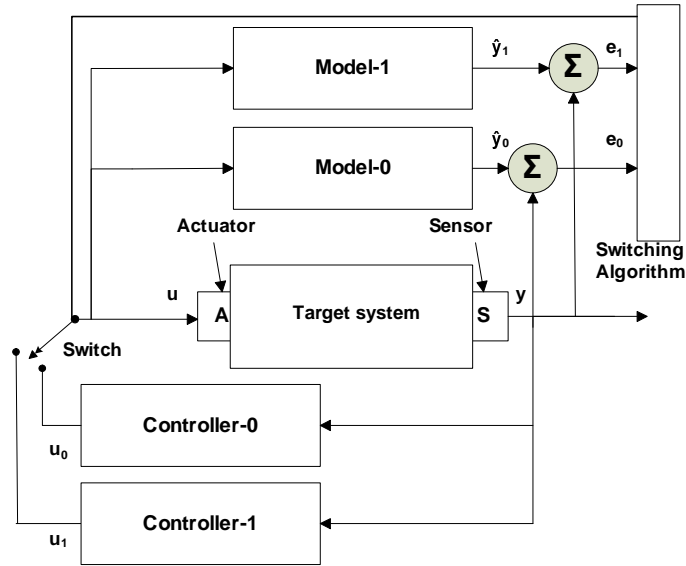 Model-1
ŷ₁
Σ
e₁
Model-0
ŷ₀
Σ
e₀
Actuator
Sensor
Switching
Algorithm
u
A
Target system
S
y
Switch
Controller-0
u₀
Controller-1
u₁